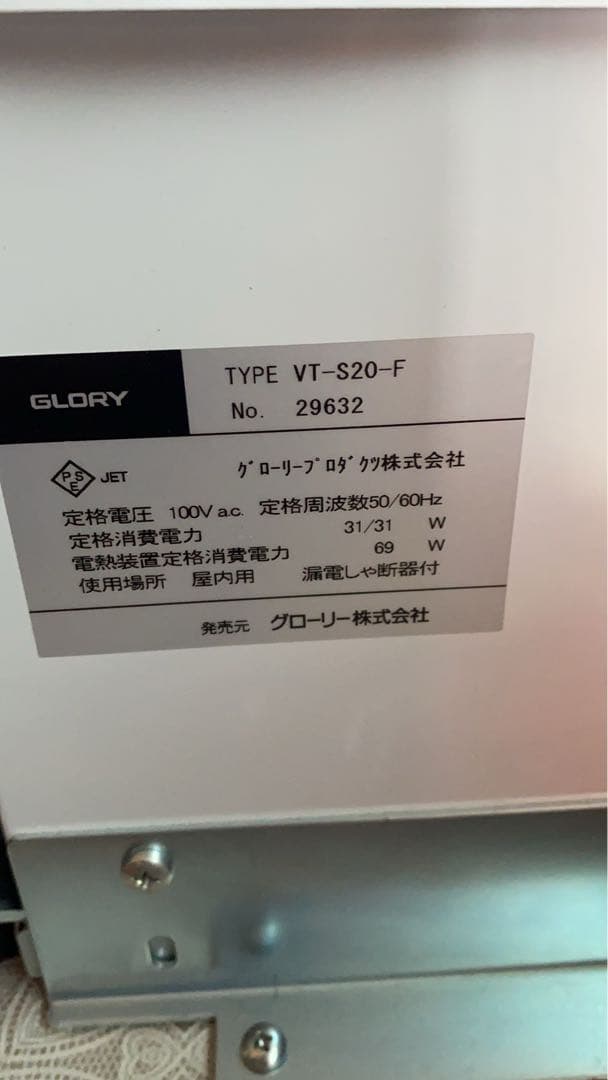 GLORY
TYPE VT-S20-F
No. 29632
PSE JET
グローリープロダクツ株式会社
定格電圧 100V a.c. 定格周波数50/60Hz
定格消費電力 31/31 W
電熱装置定格消費電力 69 W
使用場所 屋内用 漏電しゃ断器付
発売元 グローリー株式会社